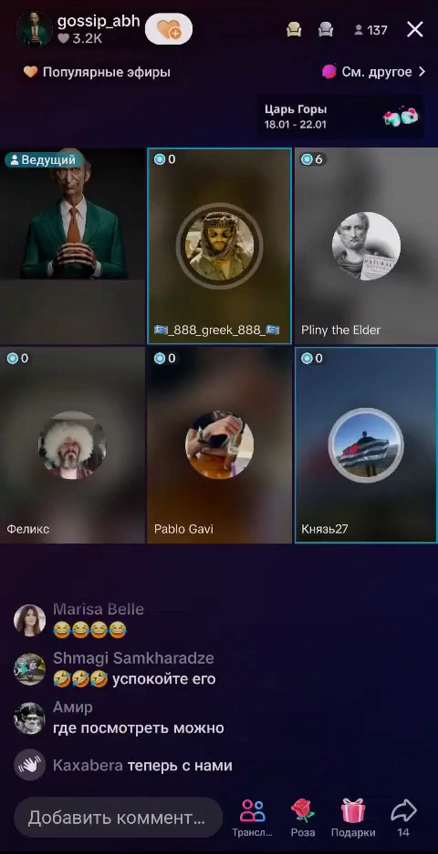 gossip_abh
3.2K
137
Популярные эфиры
См. другое
Царь Горы
18.01 - 22.01
Ведущий
0
6
🇬🇷_888_greek_888_🇬🇷
Pliny the Elder
0
0
0
Феликс
Pablo Gavi
Князь27
Marisa Belle
😂😂😂😂
Shmagi Samkharadze
🤣🤣🤣 успокойте его
Амир
где посмотреть можно
Kaxabera теперь с нами
Добавить коммент...
Трансл...
Роза
Подарки
14